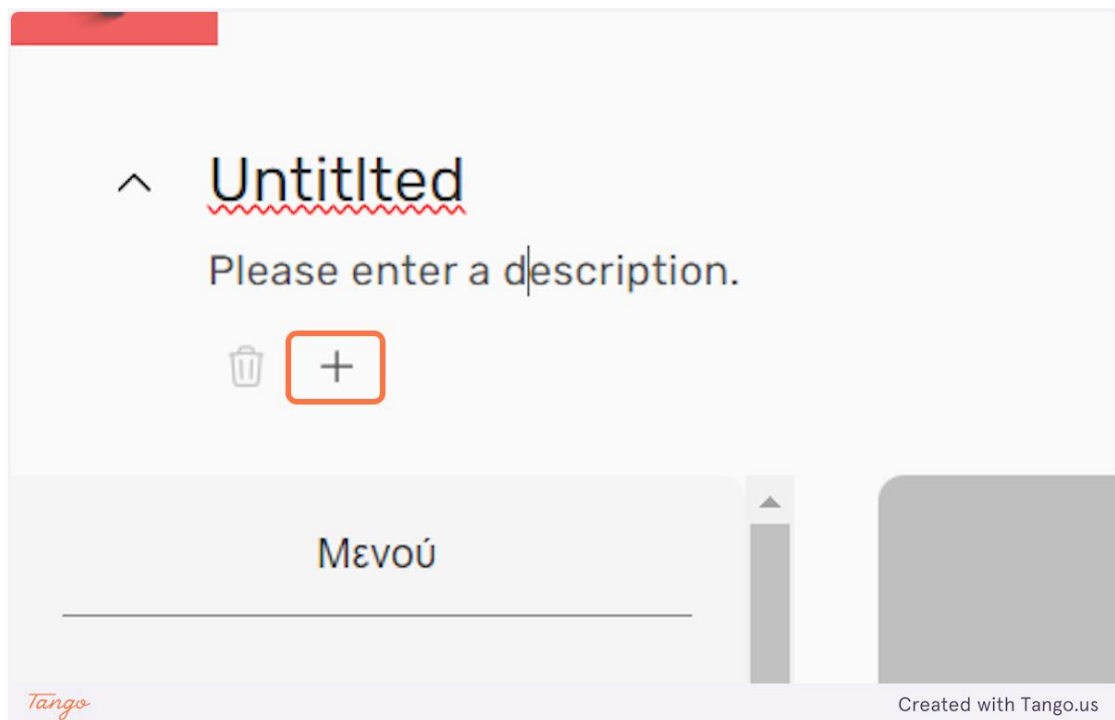 Untitlted
Please enter a description.
Μενού
Tango
Created with Tango.us